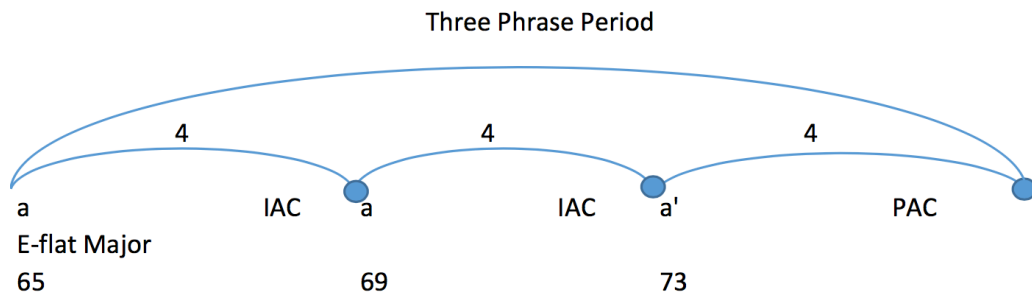 Three Phrase Period
4 4 4
a IAC a IAC a' PAC
E-flat Major
65 69 73